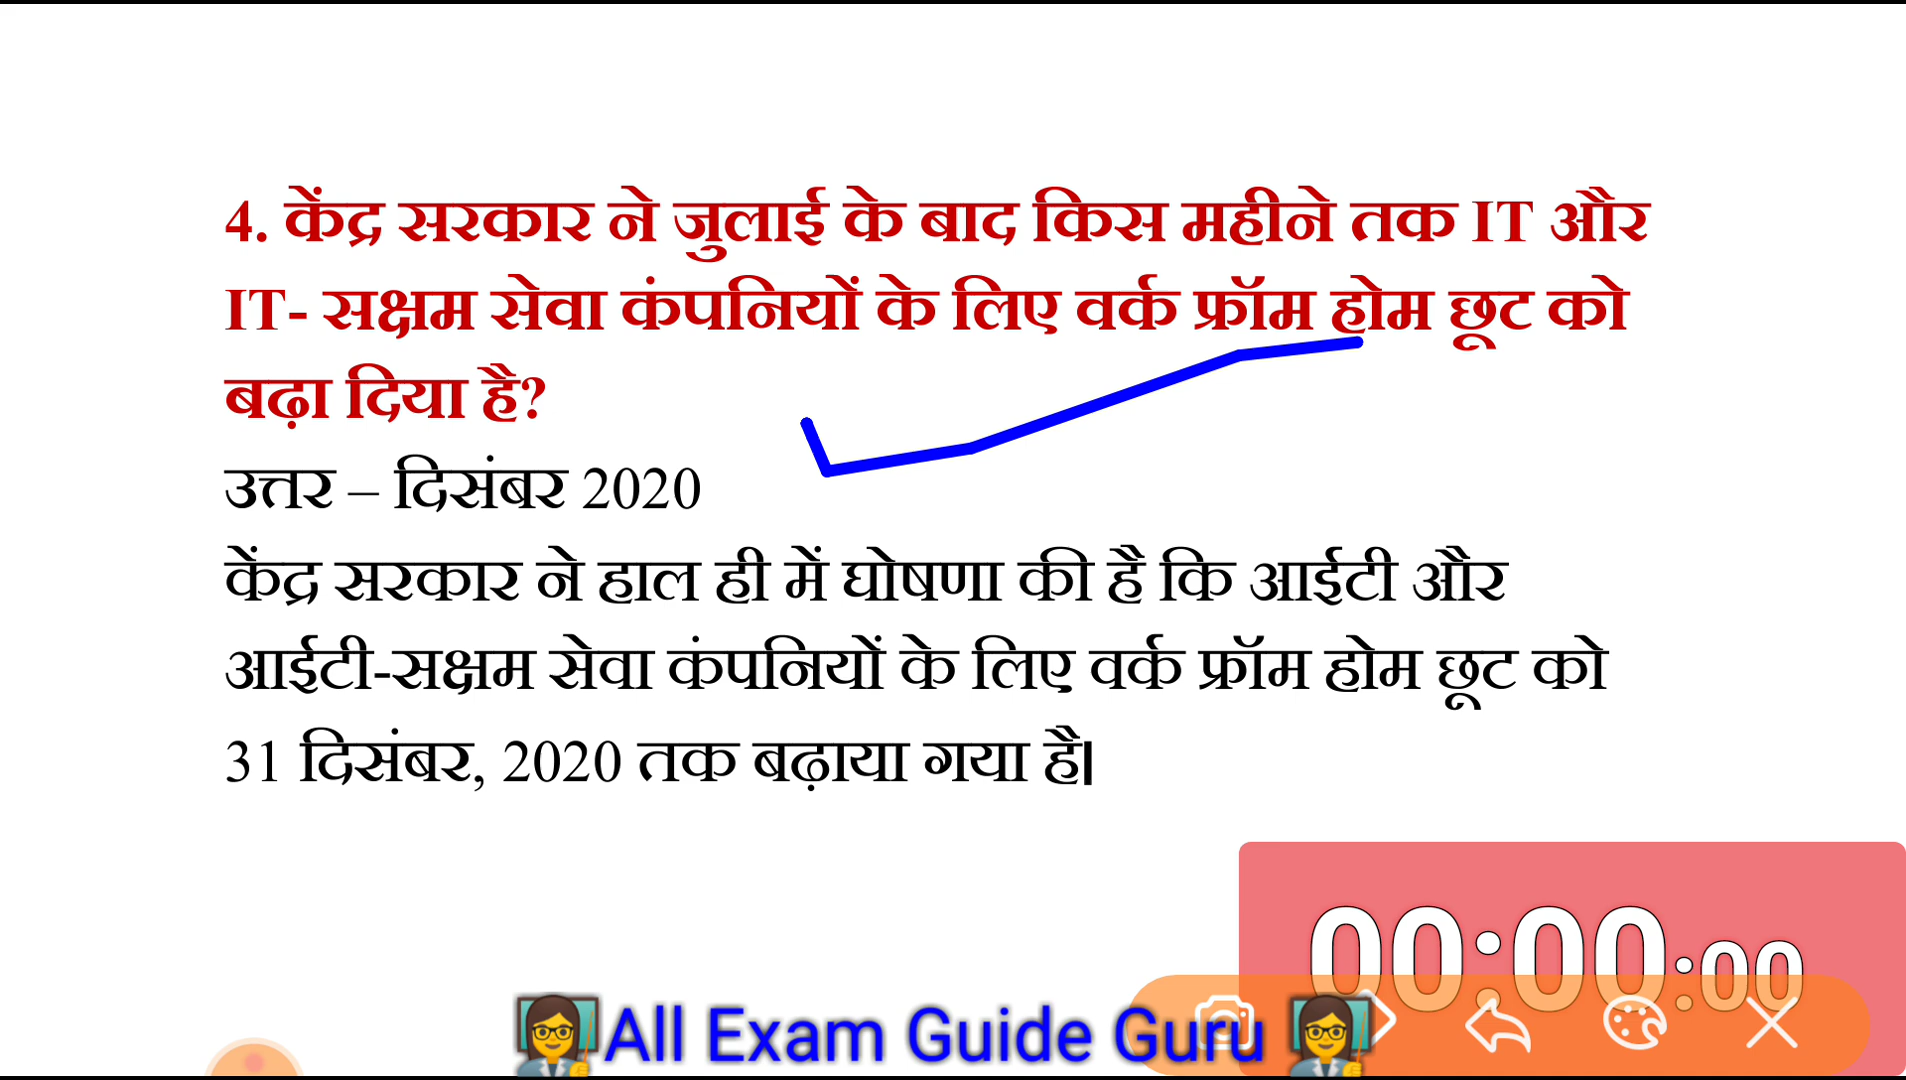 4. केंद्र सरकार ने जुलाई के बाद किस महीने तक IT और
IT- सक्षम सेवा कंपनियों के लिए वर्क फ्रॉम होम छूट को
बढ़ा दिया है?
उत्तर – दिसंबर 2020
केंद्र सरकार ने हाल ही में घोषणा की है कि आईटी और
आईटी-सक्षम सेवा कंपनियों के लिए वर्क फ्रॉम होम छूट को
31 दिसंबर, 2020 तक बढ़ाया गया है।
00:00:00
All Exam Guide Guru